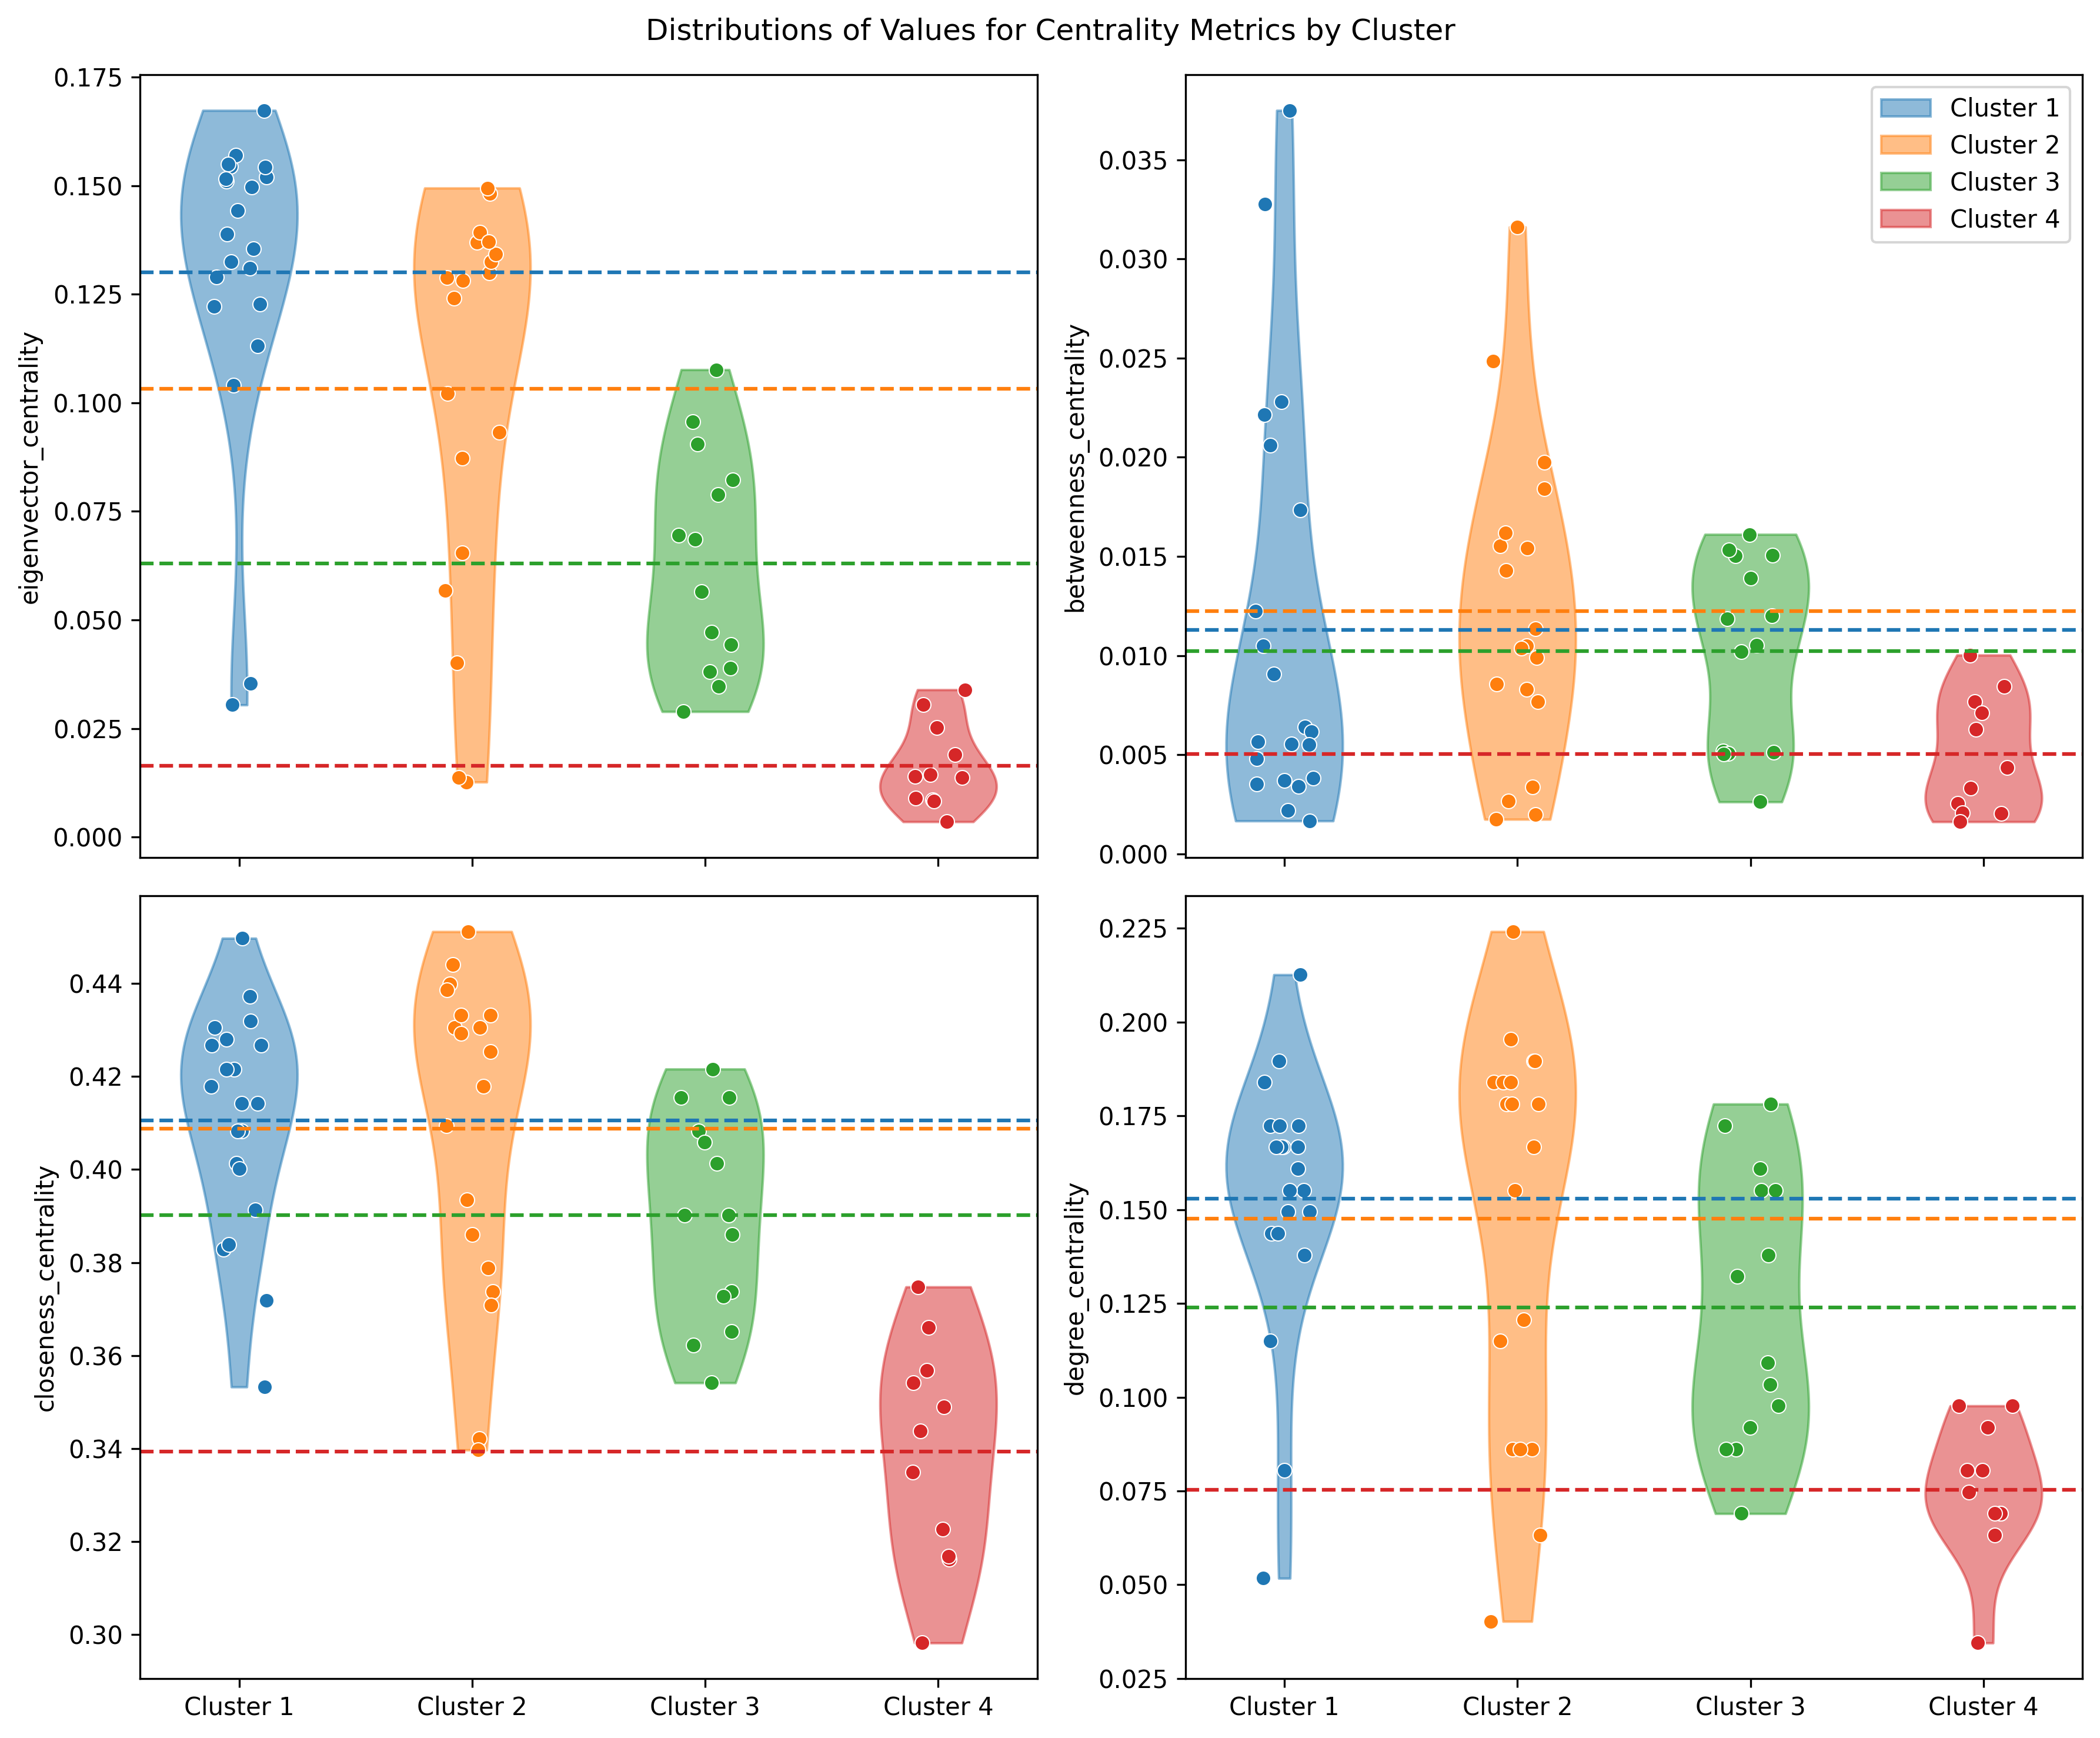 Distributions of Values for Centrality Metrics by Cluster
eigenvector_centrality
0.175
0.150
0.125
0.100
0.075
0.050
0.025
0.000
betweenness_centrality
0.035
0.030
0.025
0.020
0.015
0.010
0.005
0.000
Cluster 1
Cluster 2
Cluster 3
Cluster 4
closeness_centrality
0.44
0.42
0.40
0.38
0.36
0.34
0.32
0.30
Cluster 1
Cluster 2
Cluster 3
Cluster 4
degree_centrality
0.225
0.200
0.175
0.150
0.125
0.100
0.075
0.050
0.025
Cluster 1
Cluster 2
Cluster 3
Cluster 4